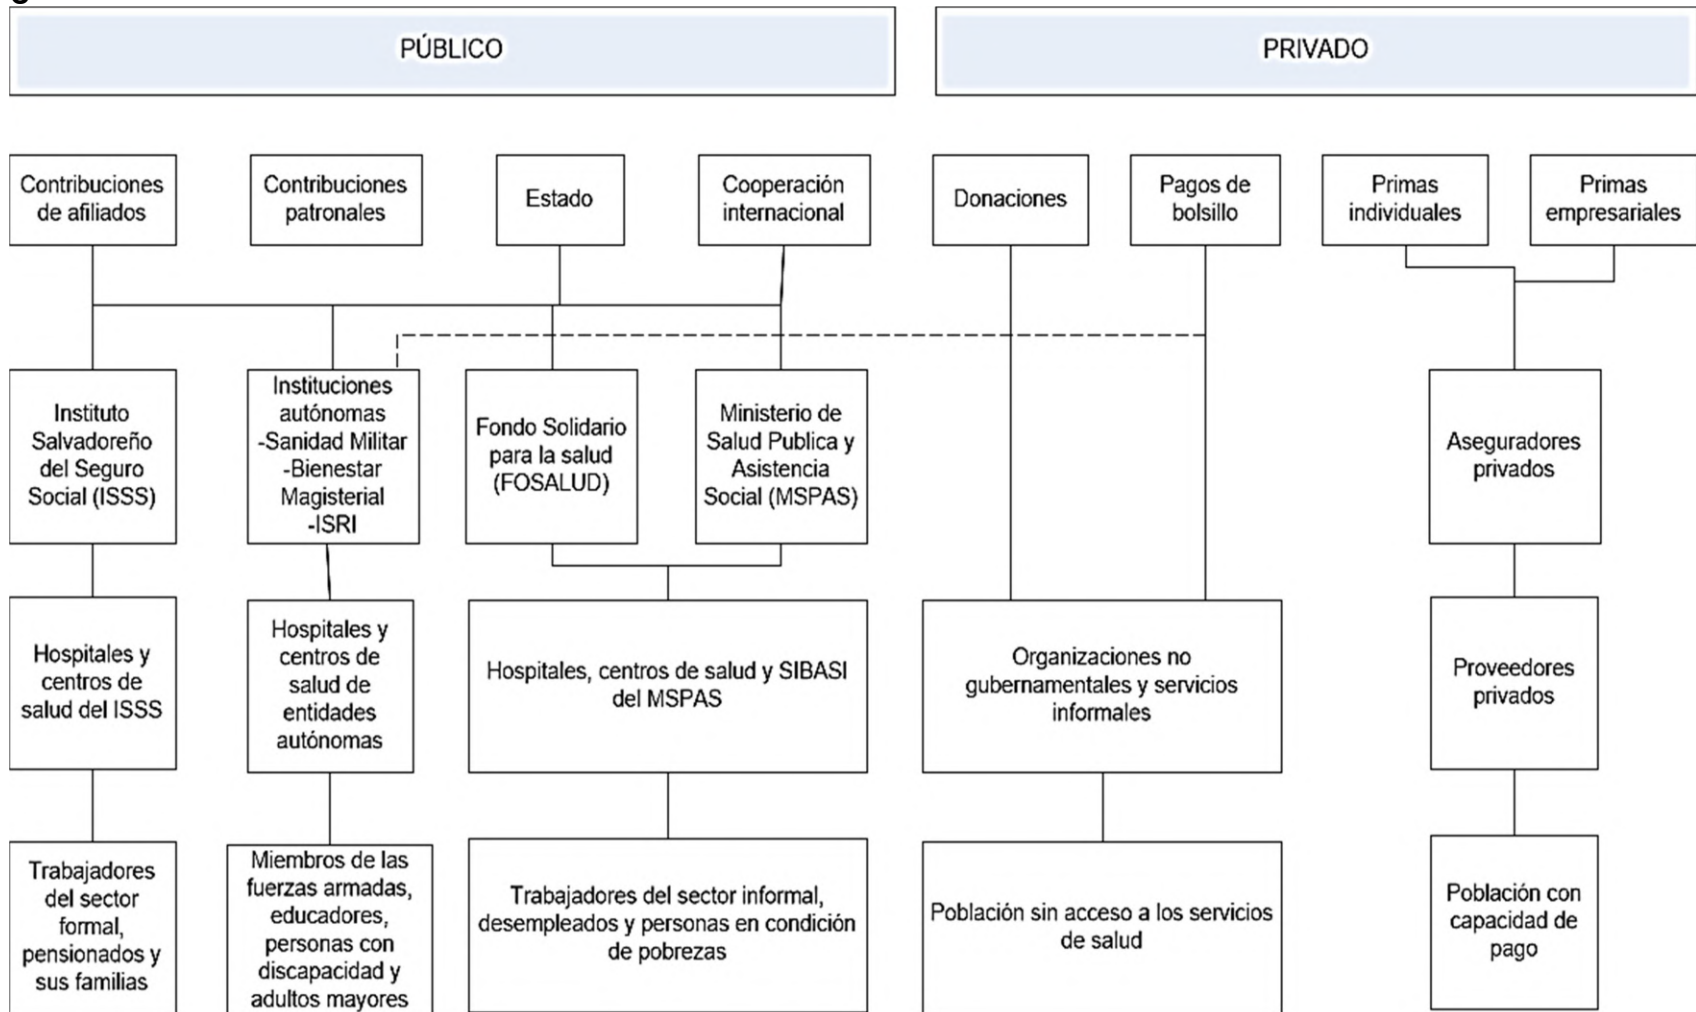 PÚBLICO
PRIVADO
Contribuciones
de afiliados
Contribuciones
patronales
Estado
Cooperación
internacional
Donaciones
Pagos de
bolsillo
Primas
individuales
Primas
empresariales
Instituto
Salvadoreño
del Seguro
Social (ISSS)
Instituciones
autónomas
-Sanidad Militar
-Bienestar
Magisterial
-ISRI
Fondo Solidario
para la salud
(FOSALUD)
Ministerio de
Salud Publica y
Asistencia
Social (MSPAS)
Aseguradores
privados
Hospitales y
centros de
salud del ISSS
Hospitales y
centros de
salud de
entidades
autónomas
Hospitales, centros de salud y SIBASI
del MSPAS
Organizaciones no
gubernamentales y servicios
informales
Proveedores
privados
Trabajadores
del sector
formal,
pensionados y
sus familias
Miembros de las
fuerzas armadas,
educadores,
personas con
discapacidad y
adultos mayores
Trabajadores del sector informal,
desempleados y personas en condición
de pobrezas
Población sin acceso a los servicios
de salud
Población con
capacidad de
pago